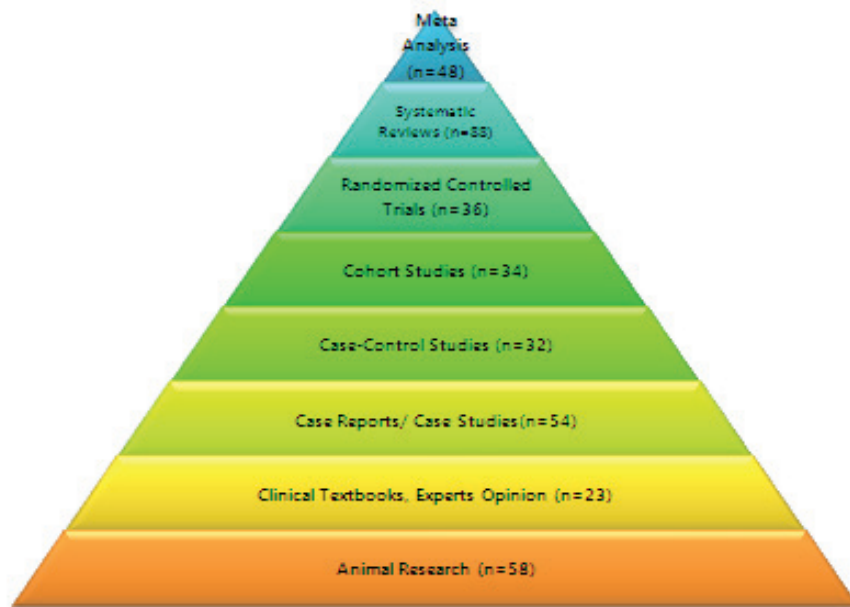 Meta
Analysis
(n=48)
Systematic
Reviews (n=88)
Randomized Controlled
Trials (n=36)
Cohort Studies (n=34)
Case-Control Studies (n=32)
Case Reports/ Case Studies(n=54)
Clinical Textbooks, Experts Opinion (n=23)
Animal Research (n=58)